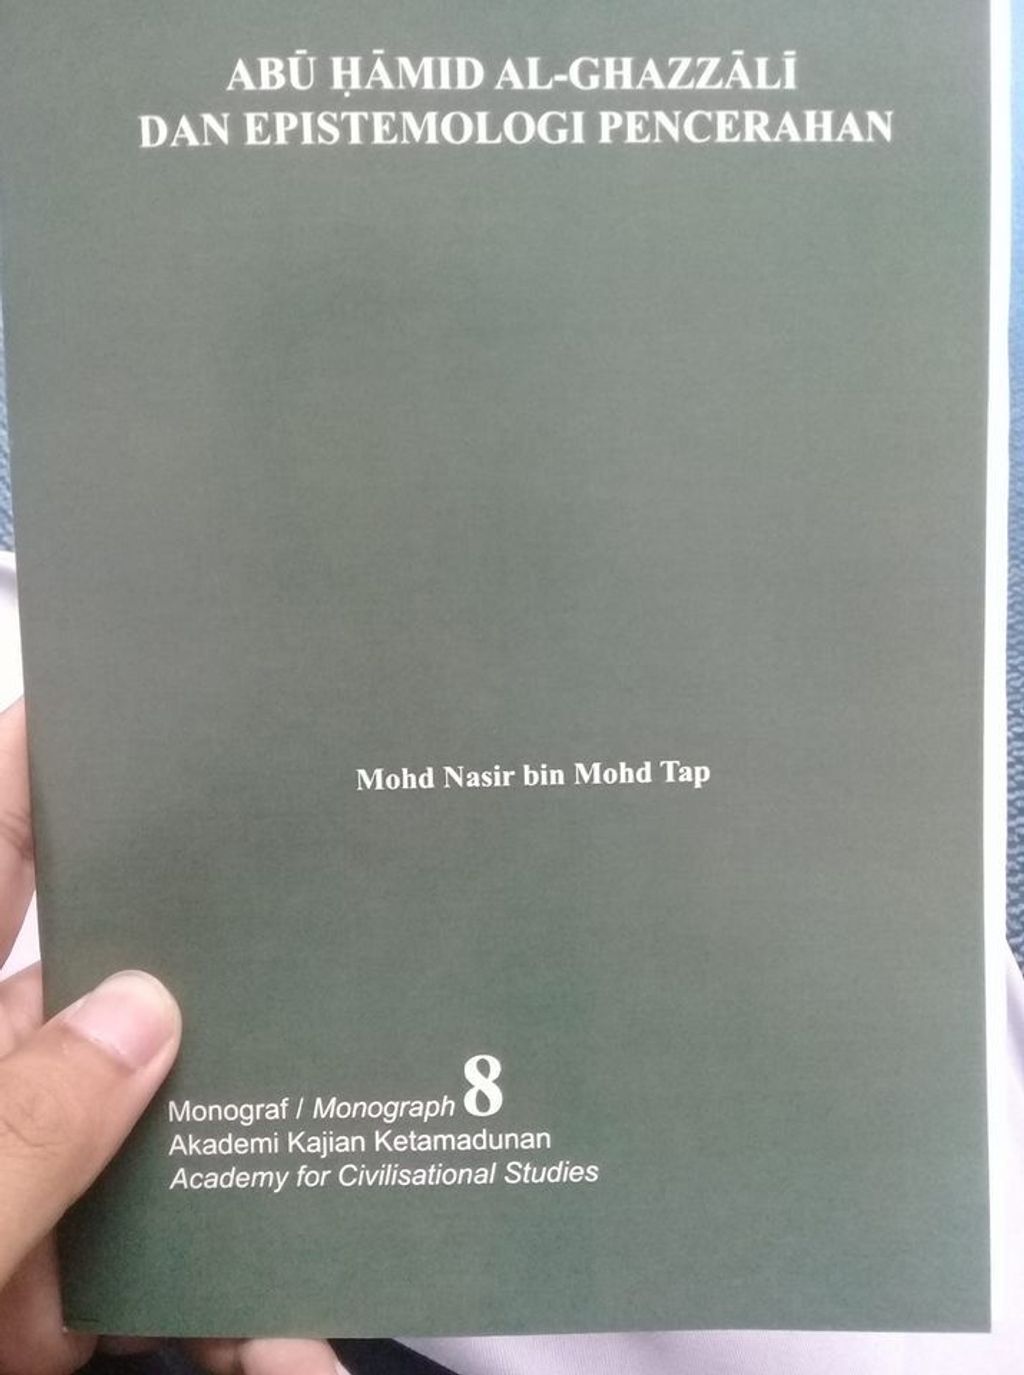 ABŪ ḤĀMID AL-GHAZZĀLĪ
DAN EPISTEMOLOGI PENCERAHAN
Mohd Nasir bin Mohd Tap
Monograf / Monograph 8
Akademi Kajian Ketamadunan
Academy for Civilisational Studies